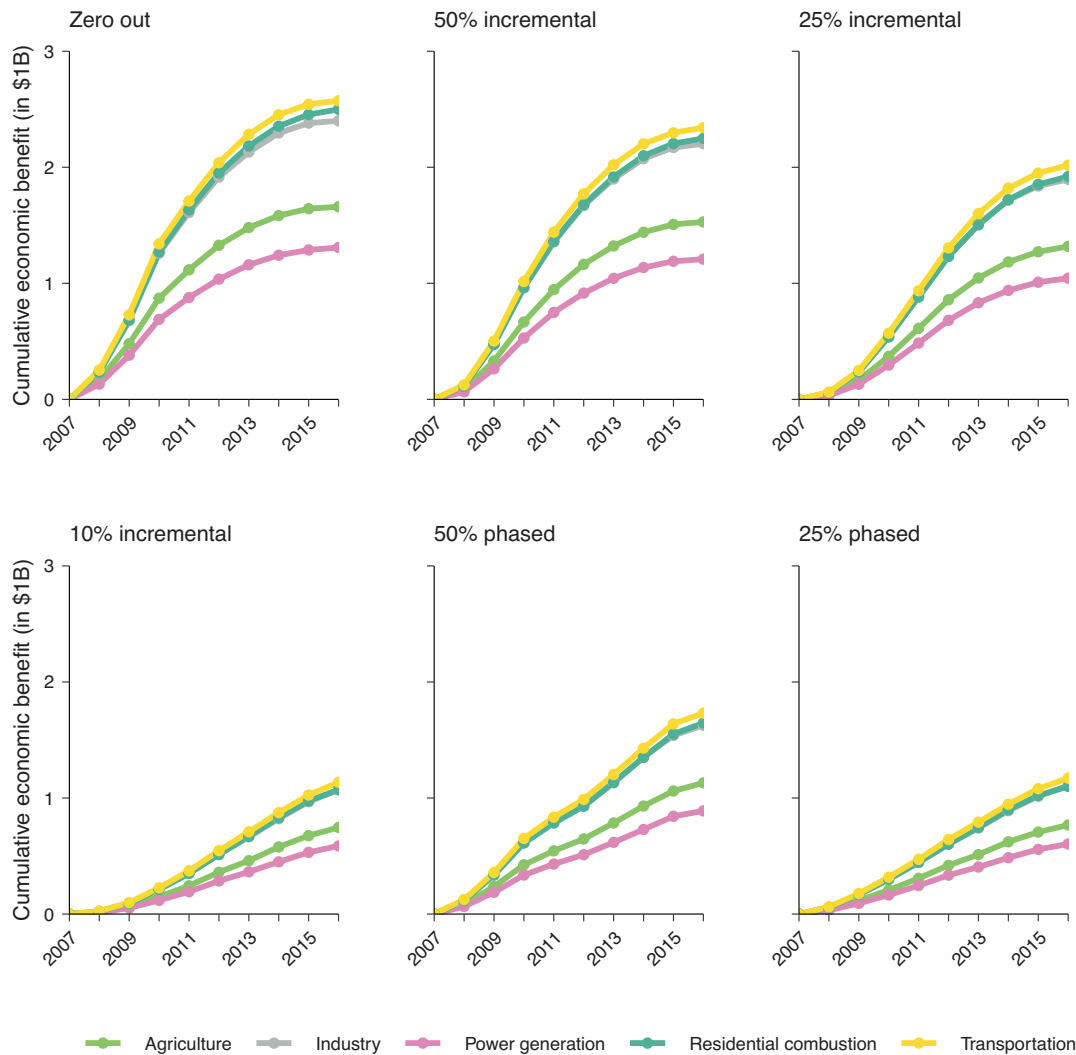 Zero out
50% incremental
25% incremental
Cumulative economic benefit (in $1B)
3
2
1
0
2007
2009
2011
2013
2015
2007
2009
2011
2013
2015
2007
2009
2011
2013
2015
10% incremental
50% phased
25% phased
Cumulative economic benefit (in $1B)
3
2
1
0
2007
2009
2011
2013
2015
2007
2009
2011
2013
2015
2007
2009
2011
2013
2015
Agriculture
Industry
Power generation
Residential combustion
Transportation